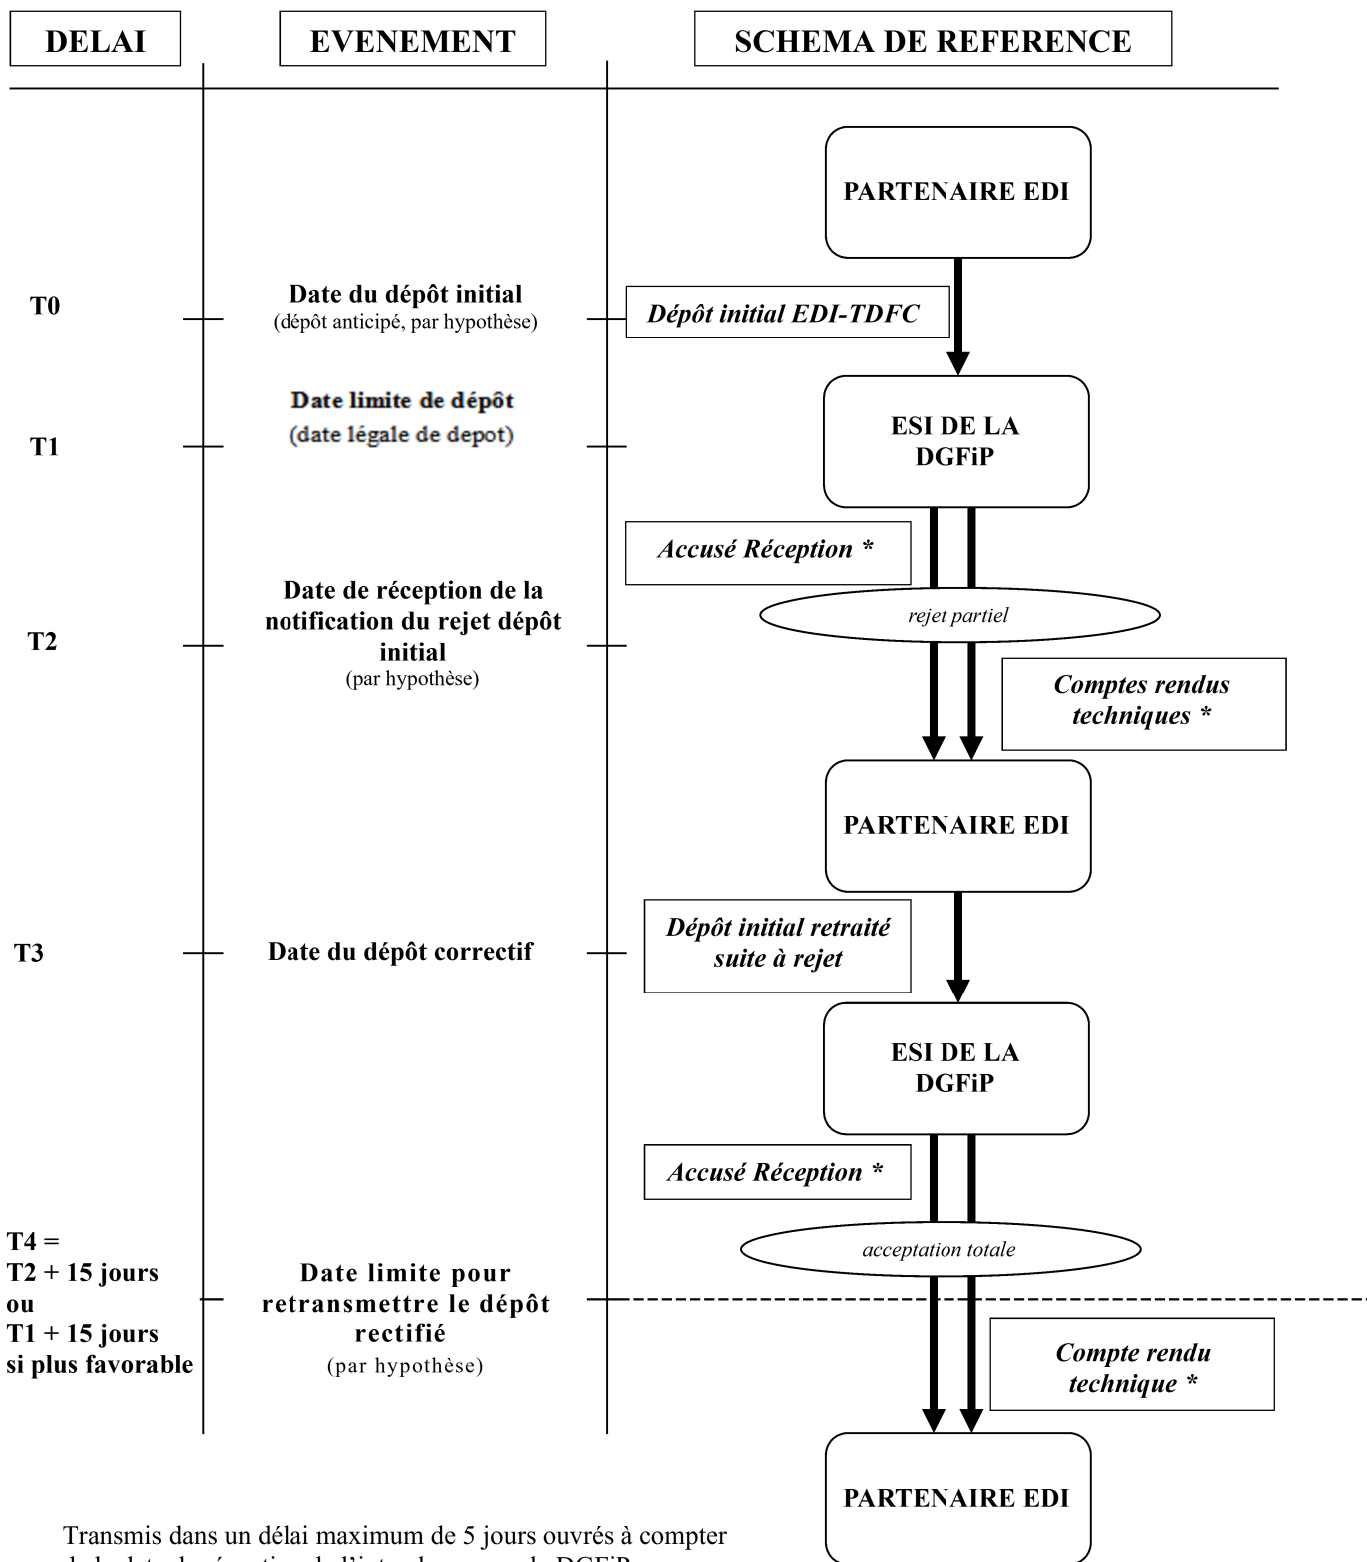 DELAI
EVENEMENT
SCHEMA DE REFERENCE
PARTENAIRE EDI
T0
Date du dépôt initial
(dépôt anticipé, par hypothèse)
Dépôt initial EDI-TDFC
Date limite de dépôt
(date légale de depot)
T1
ESI DE LA
DGFiP
Accusé Réception *
Date de réception de la
notification du rejet dépôt
initial
(par hypothèse)
T2
rejet partiel
Comptes rendus
techniques *
PARTENAIRE EDI
T3
Date du dépôt correctif
Dépôt initial retraité
suite à rejet
ESI DE LA
DGFiP
Accusé Réception *
acceptation totale
T4 =
T2 + 15 jours
ou
T1 + 15 jours
si plus favorable
Date limite pour
retransmettre le dépôt
rectifié
(par hypothèse)
Compte rendu
technique *
PARTENAIRE EDI
Transmis dans un délai maximum de 5 jours ouvrés à compter